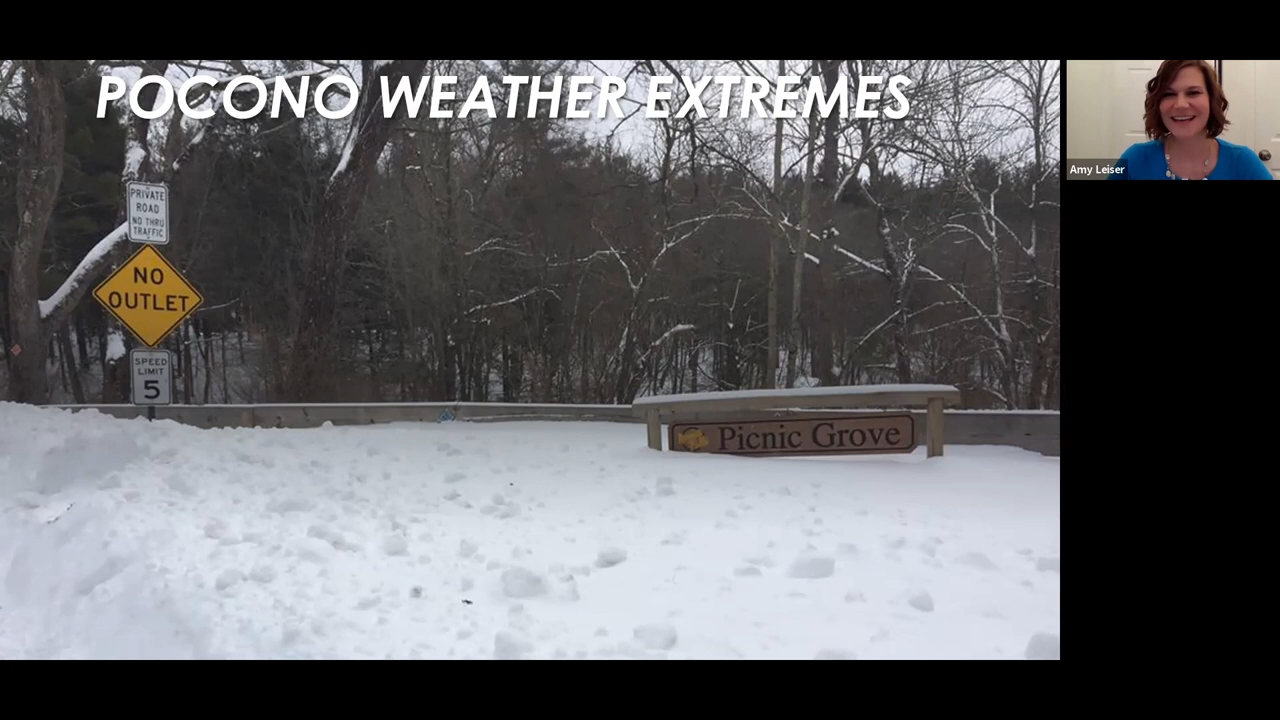 POCONO WEATHER EXTREMES
Amy Leiser
PRIVATE
ROAD
NO THRU
TRAFFIC
NO
OUTLET
SPEED
LIMIT
5
Picnic Grove